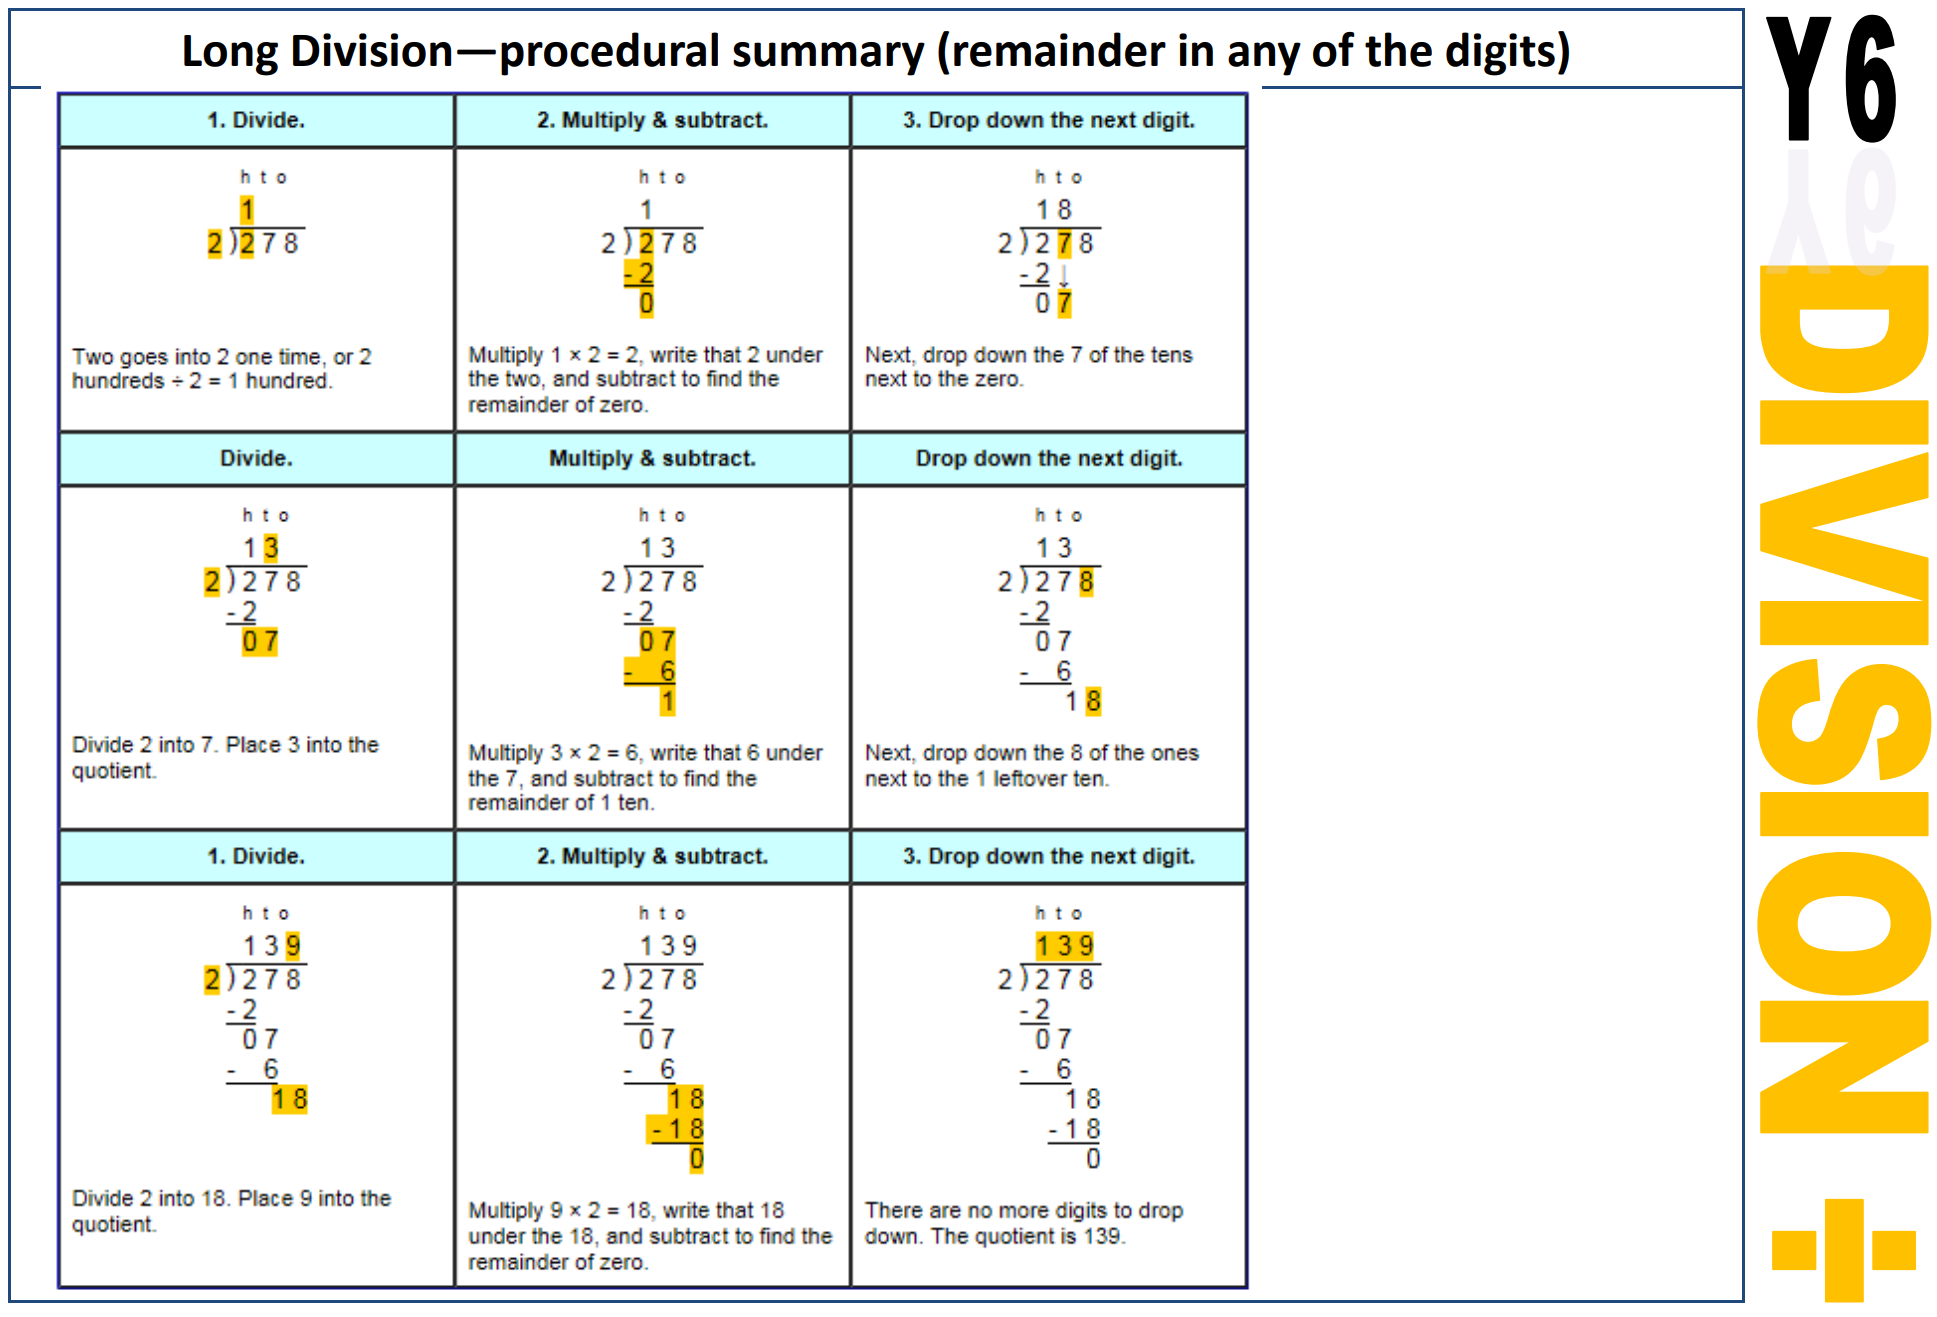 Long Division—procedural summary (remainder in any of the digits)
1. Divide.
2. Multiply & subtract.
3. Drop down the next digit.
h t o
1
2 ) 2 7 8
Two goes into 2 one time, or 2
hundreds ÷ 2 = 1 hundred.
h t o
1
2 ) 2 7 8
- 2
0
Multiply 1 × 2 = 2, write that 2 under
the two, and subtract to find the
remainder of zero.
h t o
1 8
2 ) 2 7 8
- 2 ↓
0 7
Next, drop down the 7 of the tens
next to the zero.
Divide.
Multiply & subtract.
Drop down the next digit.
h t o
1 3
2 ) 2 7 8
- 2
0 7
Divide 2 into 7. Place 3 into the
quotient.
h t o
1 3
2 ) 2 7 8
- 2
0 7
- 6
1
Multiply 3 × 2 = 6, write that 6 under
the 7, and subtract to find the
remainder of 1 ten.
h t o
1 3
2 ) 2 7 8
- 2
0 7
- 6
1 8
Next, drop down the 8 of the ones
next to the 1 leftover ten.
1. Divide.
2. Multiply & subtract.
3. Drop down the next digit.
h t o
1 3 9
2 ) 2 7 8
- 2
0 7
- 6
1 8
Divide 2 into 18. Place 9 into the
quotient.
h t o
1 3 9
2 ) 2 7 8
- 2
0 7
- 6
1 8
- 1 8
0
Multiply 9 × 2 = 18, write that 18
under the 18, and subtract to find the
remainder of zero.
h t o
1 3 9
2 ) 2 7 8
- 2
0 7
- 6
1 8
- 1 8
0
There are no more digits to drop
down. The quotient is 139.
Y6
DIVISION ÷